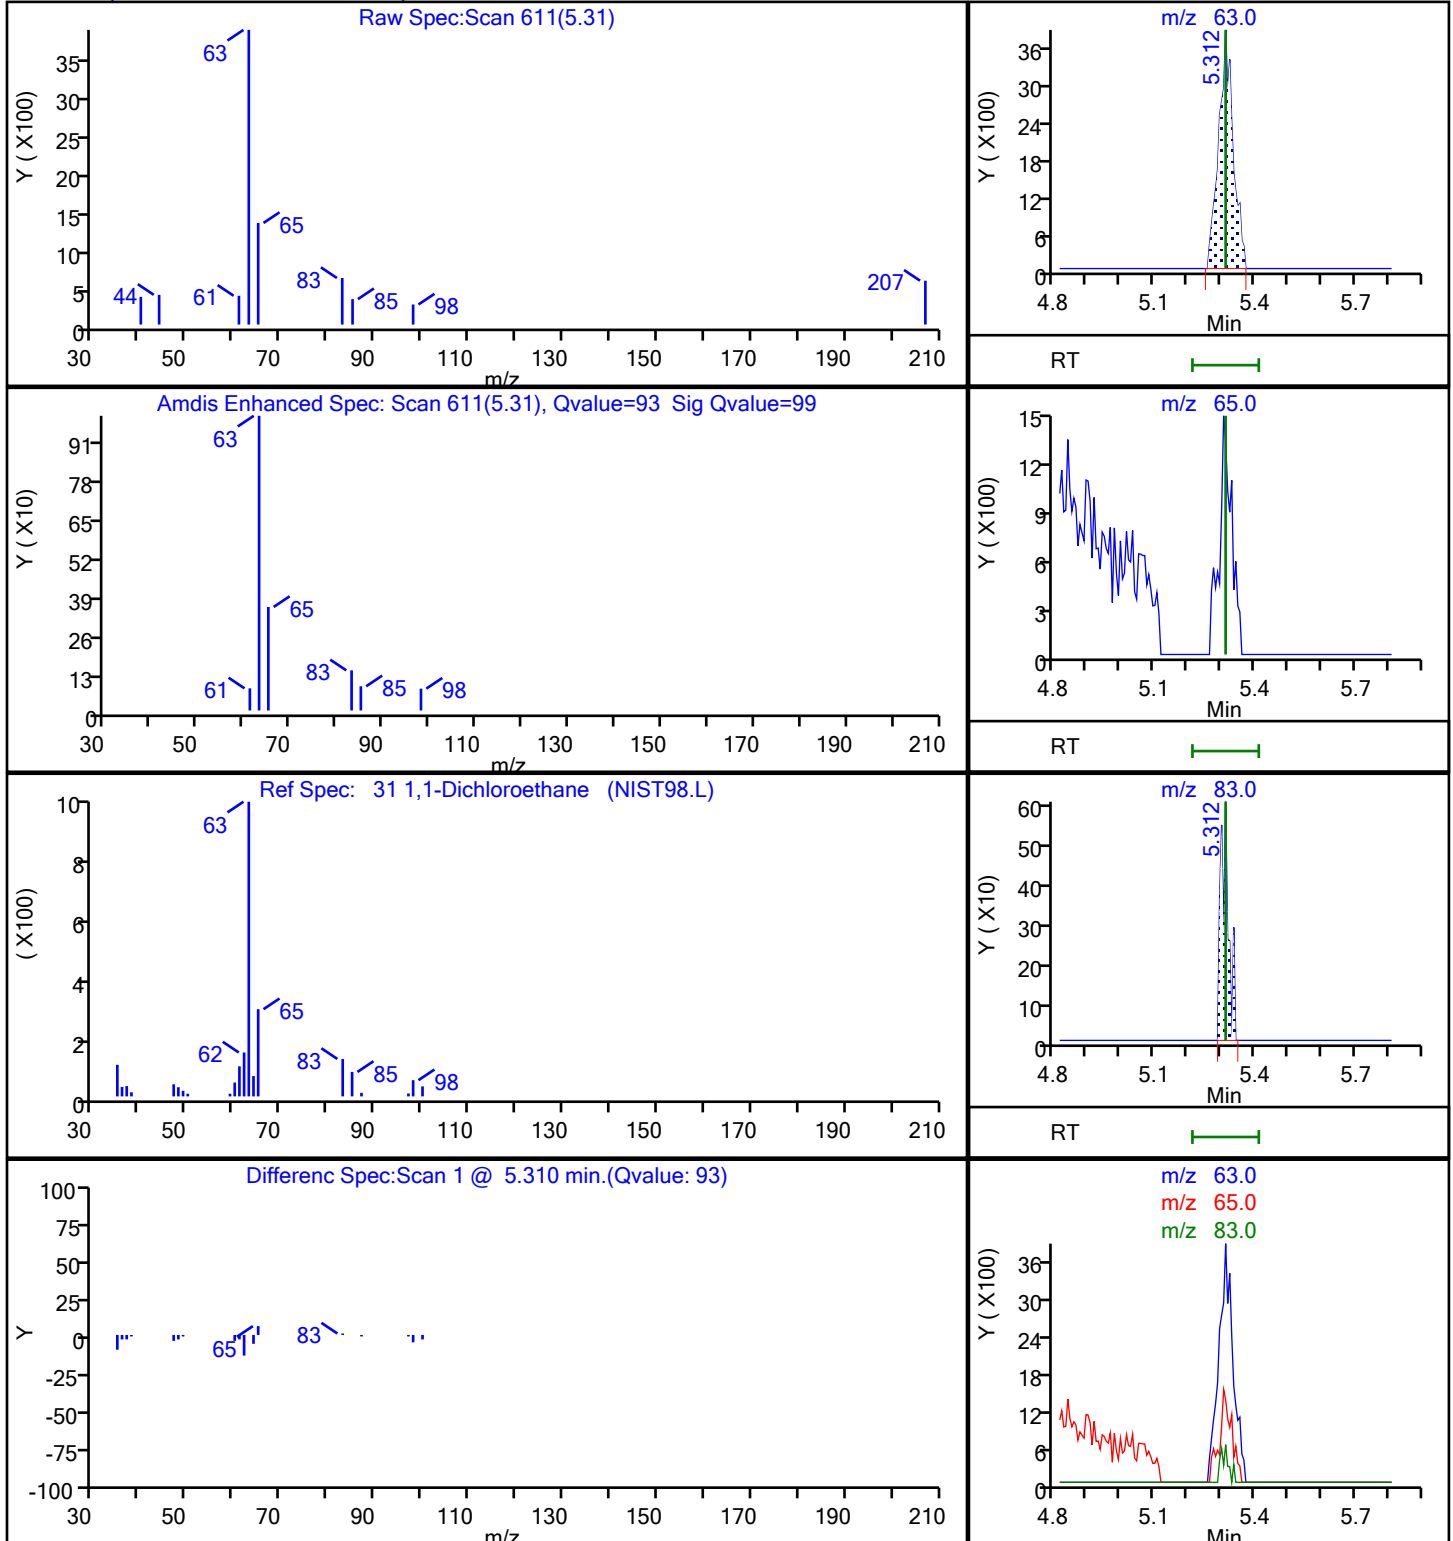 Raw Spec:Scan 611(5.31)
Y ( X100)
35
30
25
20
15
10
5
0
63
65
44
61
83
85
98
207
30 50 70 90 110 130 150 170 190 210
m/z
m/z 63.0
Y ( X100)
36
30
24
18
12
6
0
5.312
4.8 5.1 5.4 5.7
Min
RT
Amdis Enhanced Spec: Scan 611(5.31), Qvalue=93 Sig Qvalue=99
Y ( X10)
91
78
65
52
39
26
13
0
63
65
61
83
85
98
30 50 70 90 110 130 150 170 190 210
m/z
m/z 65.0
Y ( X100)
15
12
9
6
3
0
4.8 5.1 5.4 5.7
Min
RT
Ref Spec: 31 1,1-Dichloroethane (NIST98.L)
( X100)
10
8
6
4
2
0
63
65
62
83
85
98
30 50 70 90 110 130 150 170 190 210
m/z 83.0
Y ( X10)
60
50
40
30
20
10
0
5.312
4.8 5.1 5.4 5.7
Min
RT
Differenc Spec:Scan 1 @ 5.310 min.(Qvalue: 93)
Y
100
75
50
25
0
-25
-50
-75
-100
65
83
30 50 70 90 110 130 150 170 190 210
m/z
m/z 63.0
m/z 65.0
m/z 83.0
Y ( X100)
36
30
24
18
12
6
0
4.8 5.1 5.4 5.7
Min